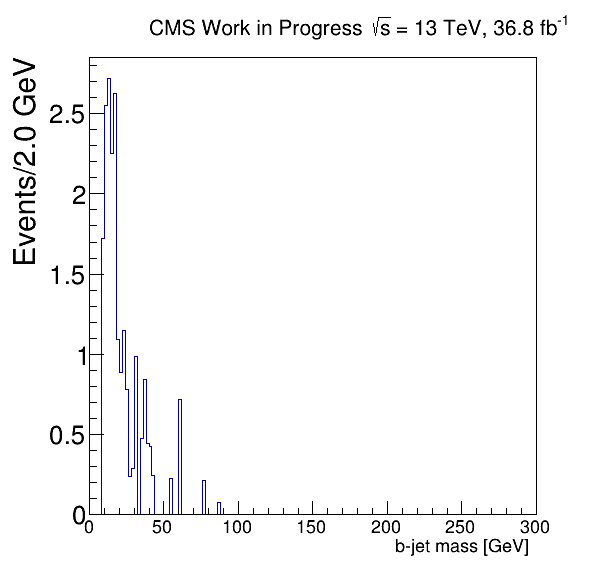 CMS Work in Progress √s = 13 TeV, 36.8 fb⁻¹
Events/2.0 GeV
2.5
2
1.5
1
0.5
0
0 50 100 150 200 250 300
b-jet mass [GeV]